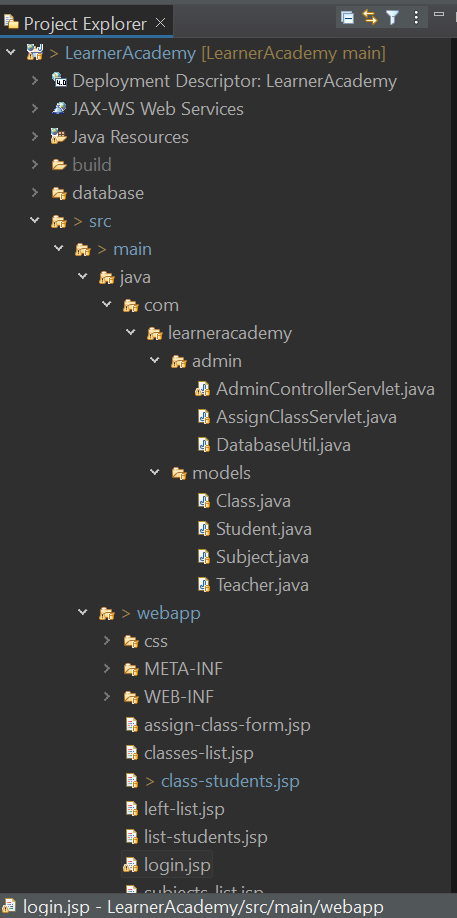 Project Explorer
> LearnerAcademy [LearnerAcademy main]
Deployment Descriptor: LearnerAcademy
JAX-WS Web Services
Java Resources
build
database
> src
> main
java
com
learneracademy
admin
AdminControllerServlet.java
AssignClassServlet.java
DatabaseUtil.java
models
Class.java
Student.java
Subject.java
Teacher.java
> webapp
css
META-INF
WEB-INF
assign-class-form.jsp
classes-list.jsp
> class-students.jsp
left-list.jsp
list-students.jsp
login.jsp
subjects-list.jsp
login.jsp - LearnerAcademy/src/main/webapp